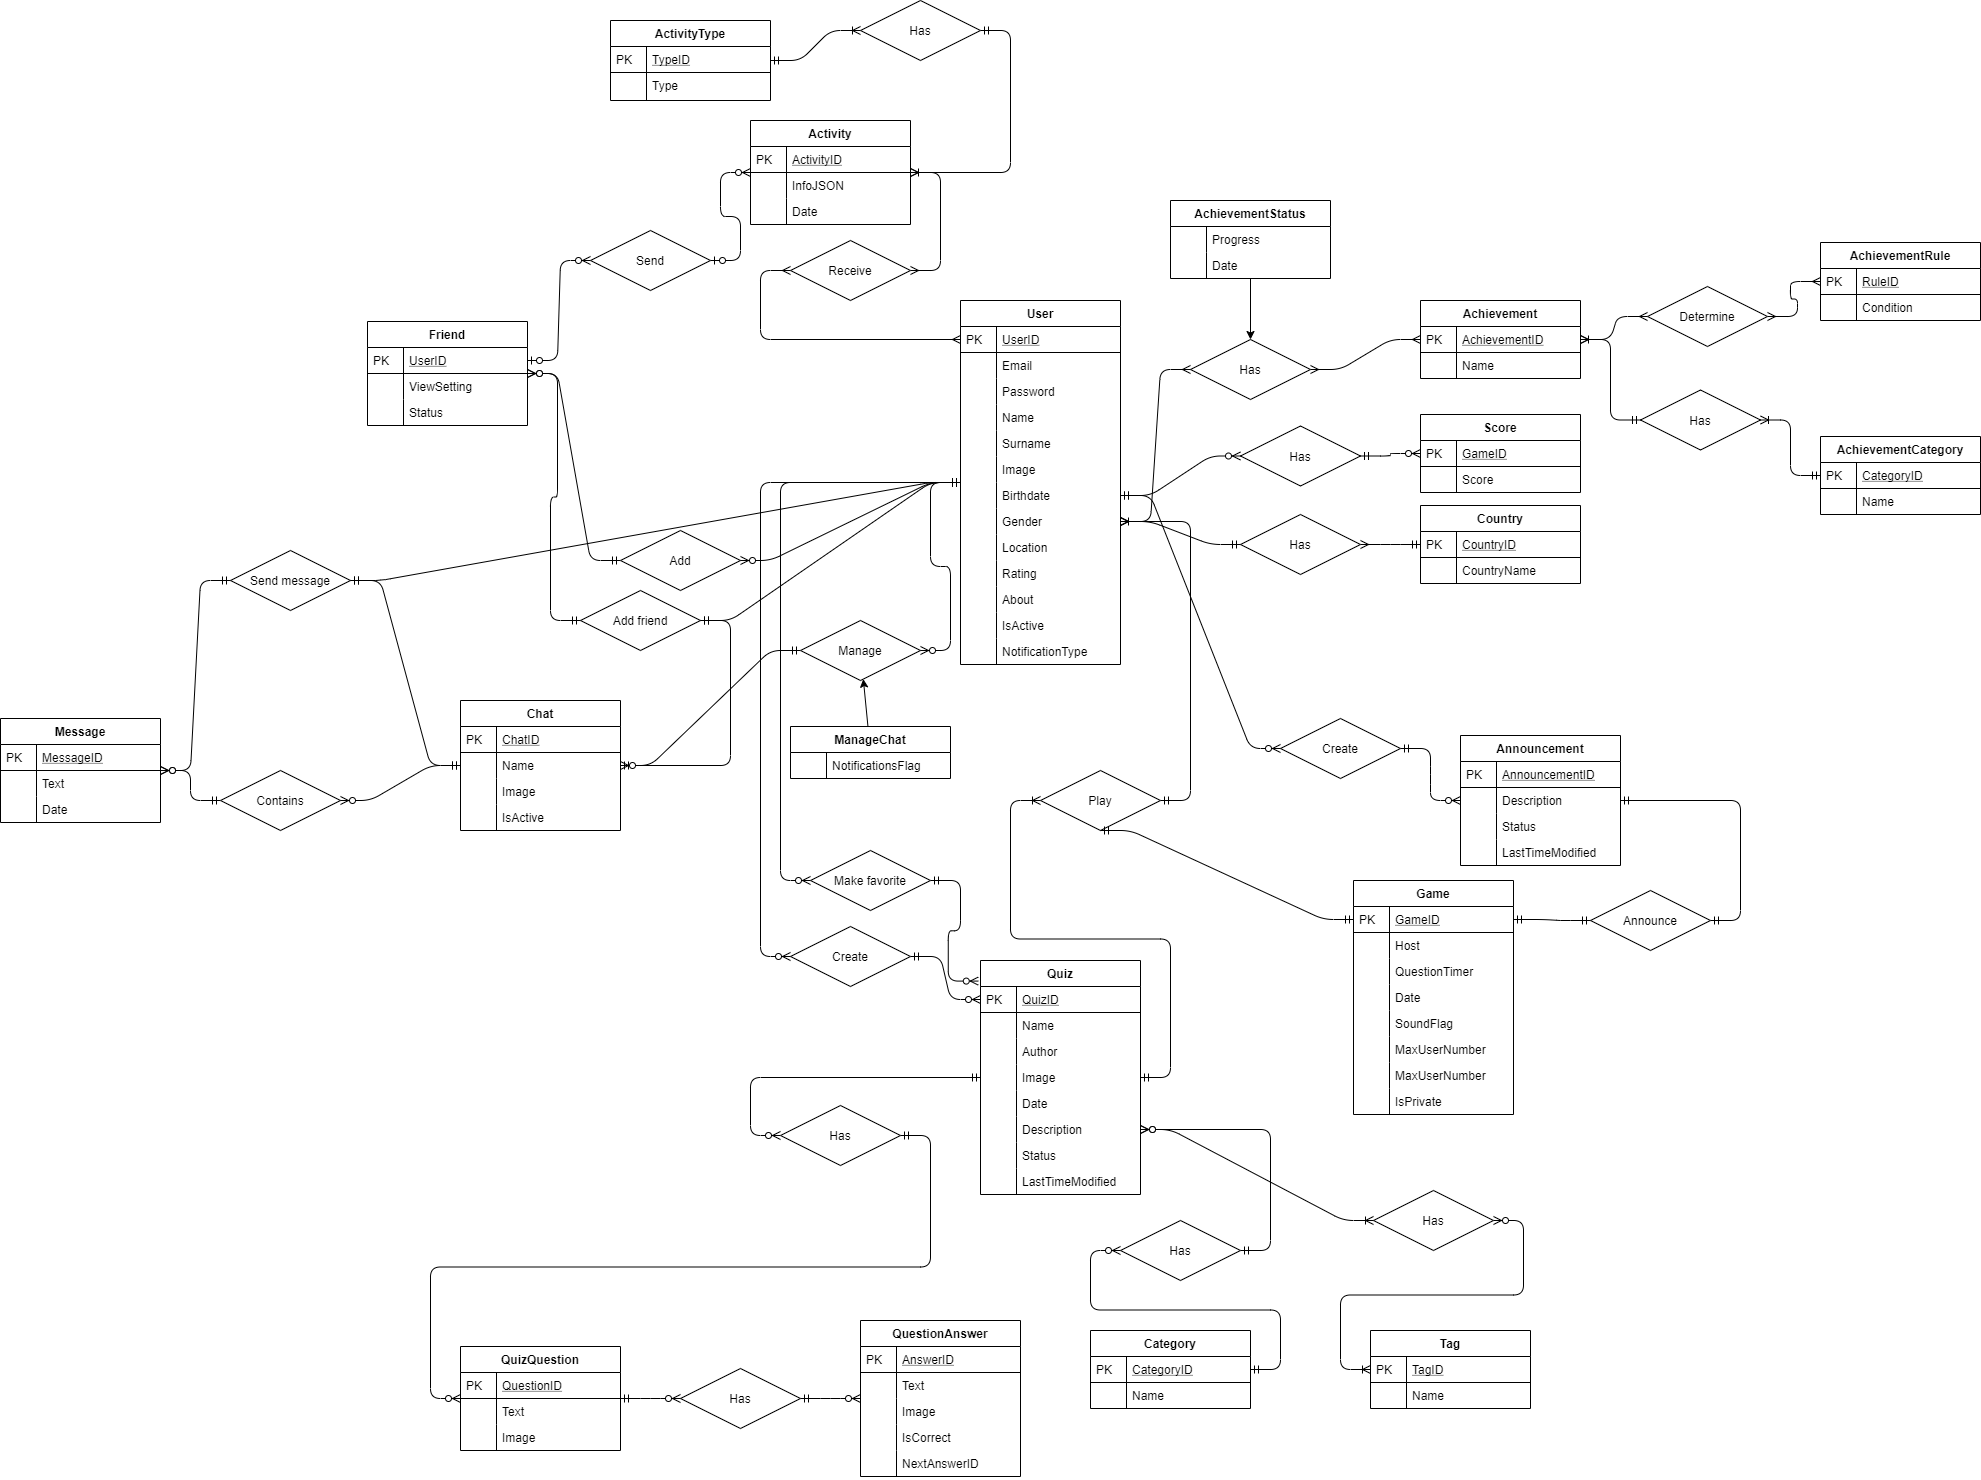 ActivityType
PK TypeID
Type
Has
Activity
PK ActivityID
InfoJSON
Date
Send
Receive
Friend
PK UserID
ViewSetting
Status
User
PK UserID
Email
Password
Name
Surname
Image
Birthdate
Gender
Location
Rating
About
IsActive
NotificationType
AchievementStatus
Progress
Date
Has
Achievement
PK AchievementID
Name
Determine
AchievementRule
PK RuleID
Condition
Has
AchievementCategory
PK CategoryID
Name
Has
Score
PK GameID
Score
Has
Country
PK CountryID
CountryName
Send message
Add
Add friend
Manage
ManageChat
NotificationsFlag
Message
PK MessageID
Text
Date
Contains
Chat
PK ChatID
Name
Image
IsActive
Make favorite
Create
Play
Create
Announcement
PK AnnouncementID
Description
Status
LastTimeModified
Announce
Game
PK GameID
Host
QuestionTimer
Date
SoundFlag
MaxUserNumber
MaxUserNumber
IsPrivate
Quiz
PK QuizID
Name
Author
Image
Date
Description
Status
LastTimeModified
Has
Has
Has
QuizQuestion
PK QuestionID
Text
Image
Has
QuestionAnswer
PK AnswerID
Text
Image
IsCorrect
NextAnswerID
Category
PK CategoryID
Name
Tag
PK TagID
Name